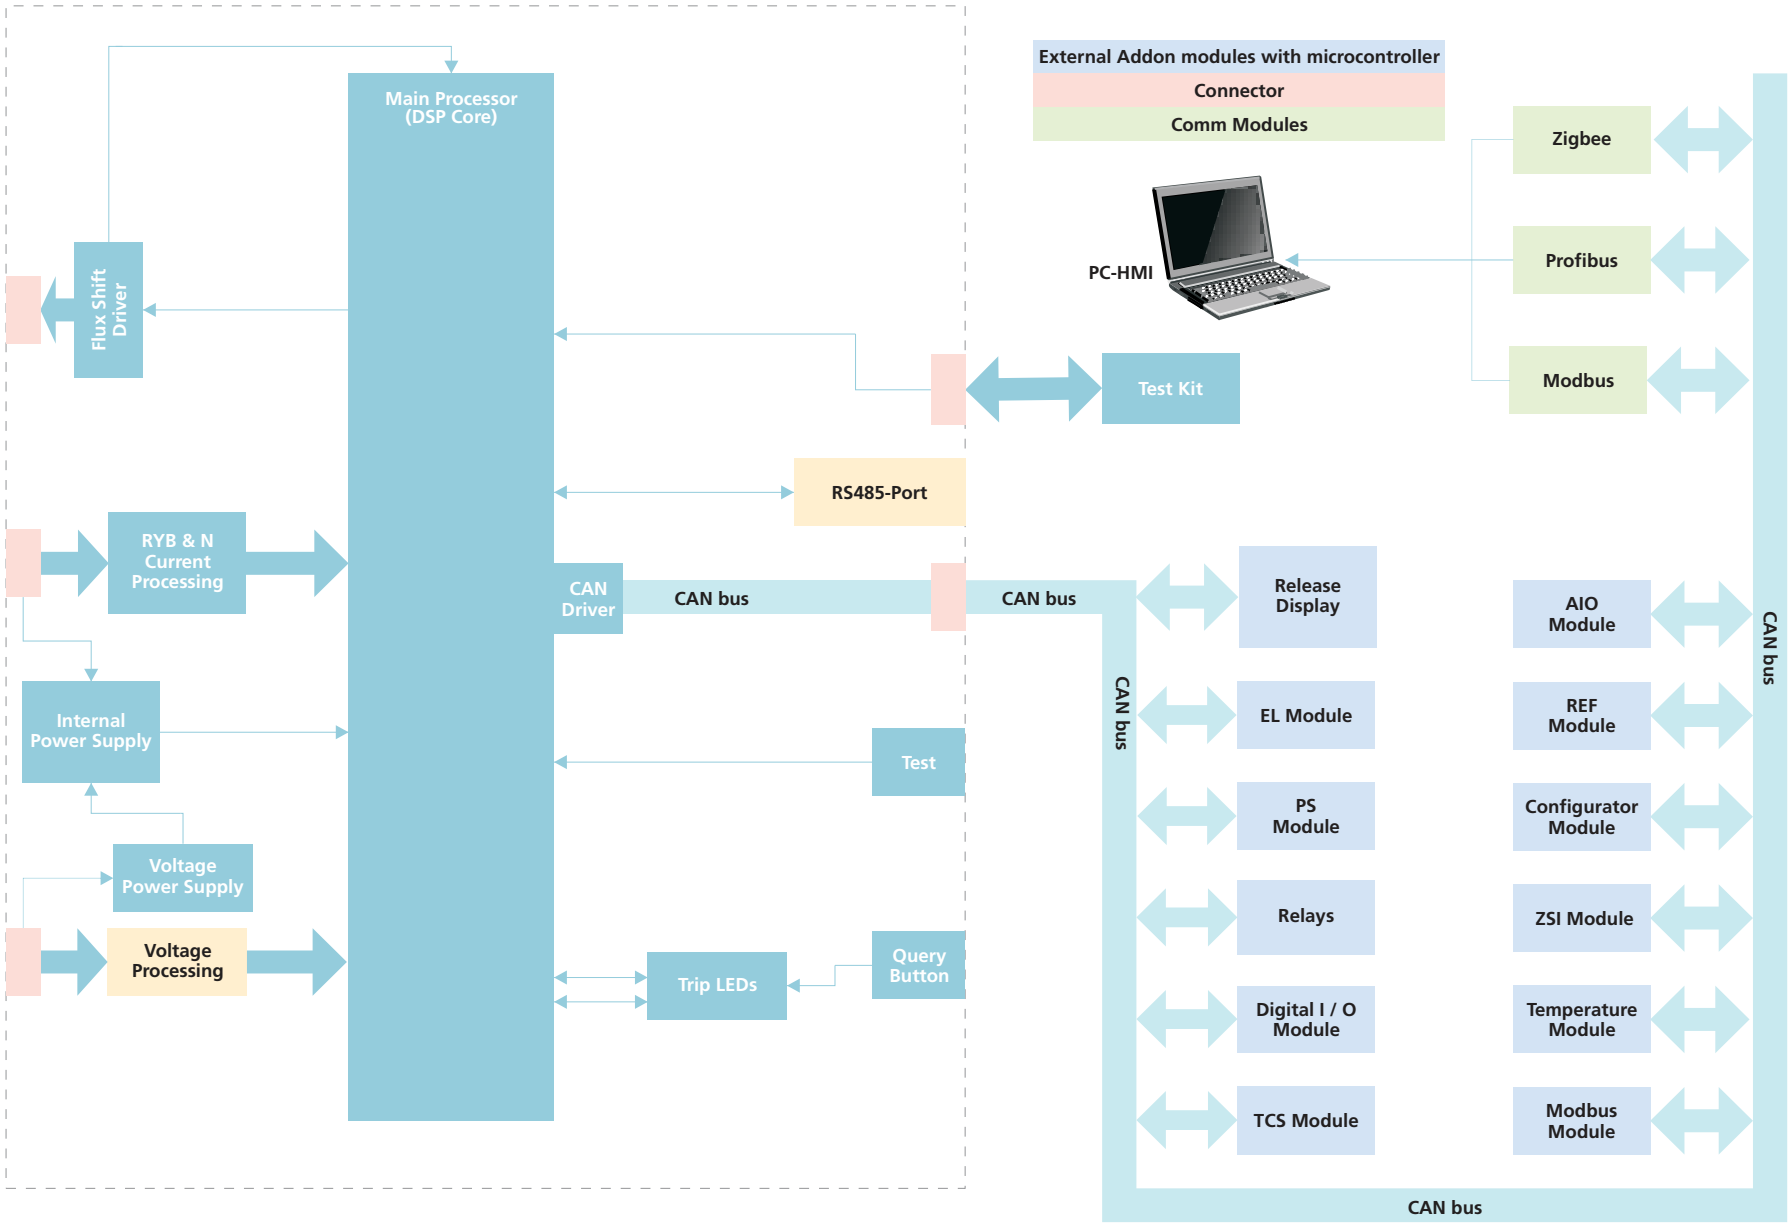 Main Processor
(DSP Core)
External Addon modules with microcontroller
Connector
Comm Modules
Zigbee
Profibus
Modbus
PC-HMI
Flux Shift
Driver
Test Kit
RS485-Port
RYB & N
Current
Processing
CAN
Driver
CAN bus
CAN bus
CAN bus
CAN bus
Release
Display
AIO
Module
EL Module
REF
Module
Internal
Power Supply
Test
PS
Module
Configurator
Module
Voltage
Power Supply
Relays
ZSI Module
Voltage
Processing
Trip LEDs
Query
Button
Digital I / O
Module
Temperature
Module
TCS Module
Modbus
Module
CAN bus